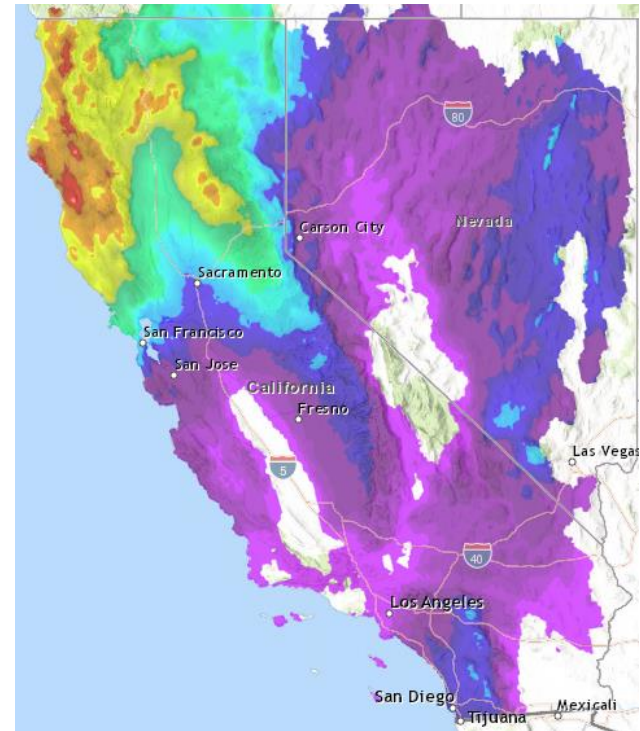 80
Carson City
Nevada
Sacramento
San Francisco
San Jose
California
Fresno
Las Vegas
5
40
Los Angeles
San Diego
Mexicali
Tijuana